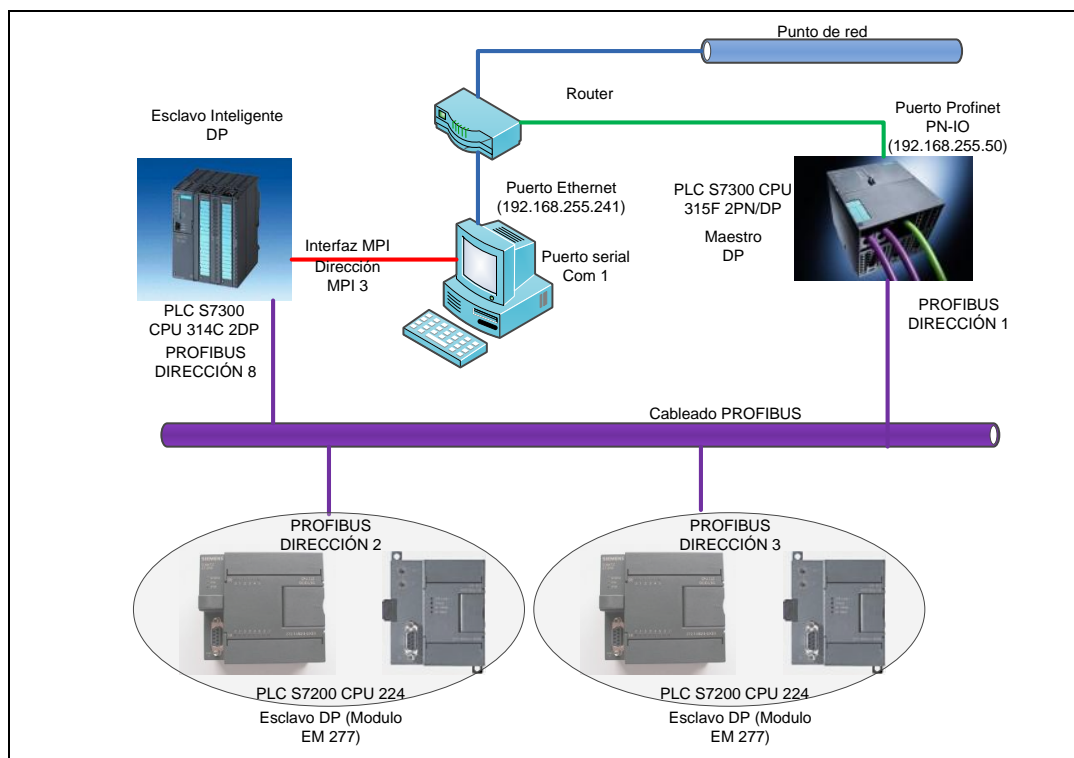 Punto de red
Router
Esclavo Inteligente
DP
Puerto Profinet
PN-IO
(192.168.255.50)
Puerto Ethernet
(192.168.255.241)
PLC S7300 CPU
315F 2PN/DP
Maestro
DP
Interfaz MPI
Dirección
MPI 3
Puerto serial
Com 1
PLC S7300
CPU 314C 2DP
PROFIBUS
DIRECCIÓN 8
PROFIBUS
DIRECCIÓN 1
Cableado PROFIBUS
PROFIBUS
DIRECCIÓN 2
PROFIBUS
DIRECCIÓN 3
SIEMENS
SIEMENS
PLC S7200 CPU 224
Esclavo DP (Modulo
EM 277)
PLC S7200 CPU 224
Esclavo DP (Modulo
EM 277)